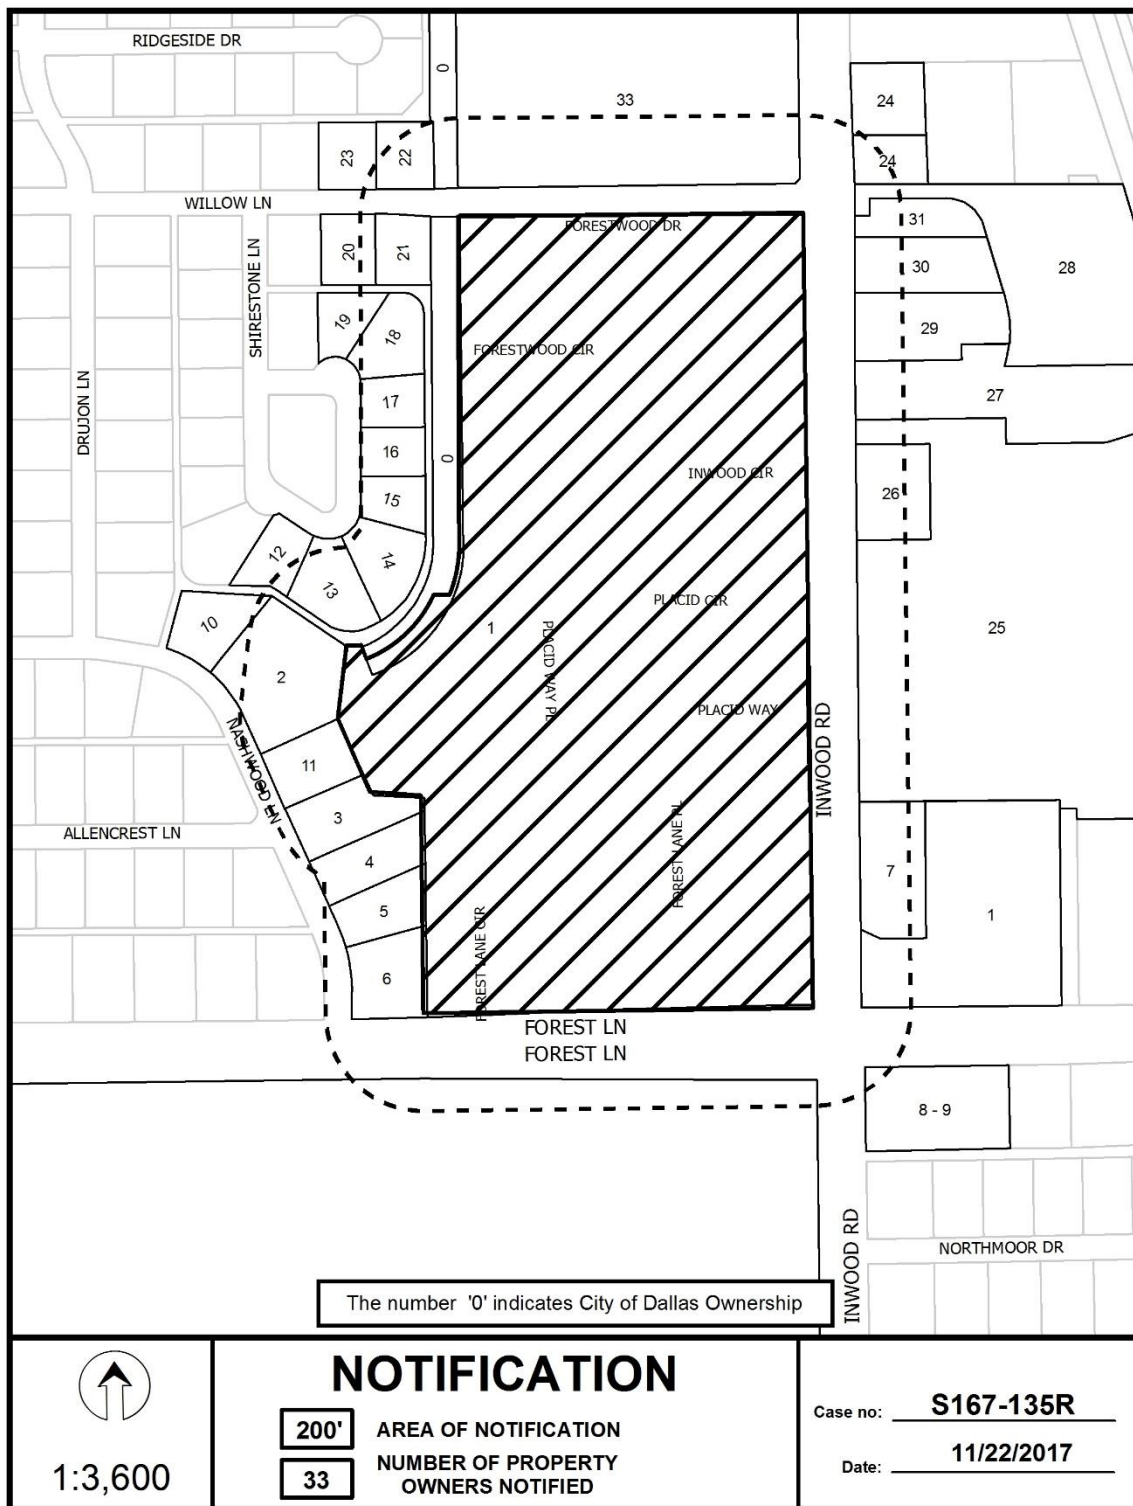 RIDGESIDE DR
0
33
24
23
22
24
WILLOW LN
31
FORESTWOOD DR
20
21
SHIRESTONE LN
30
28
19
18
29
FORESTWOOD CIR
27
17
DRUJON LN
16
0
INWOOD CIR
26
15
12
14
13
PLACID CIR
10
1
PLACID WAY PL
25
2
PLACID WAY
NASHWOOD LN
11
INWOOD RD
3
ALLENCREST LN
4
FOREST LANE PL
7
5
1
FOREST LANE CIR
6
FOREST LN
FOREST LN
8 - 9
INWOOD RD
NORTHMOOR DR
The number '0' indicates City of Dallas Ownership
1:3,600
NOTIFICATION
200' AREA OF NOTIFICATION
33 NUMBER OF PROPERTY
OWNERS NOTIFIED
Case no: S167-135R
Date: 11/22/2017